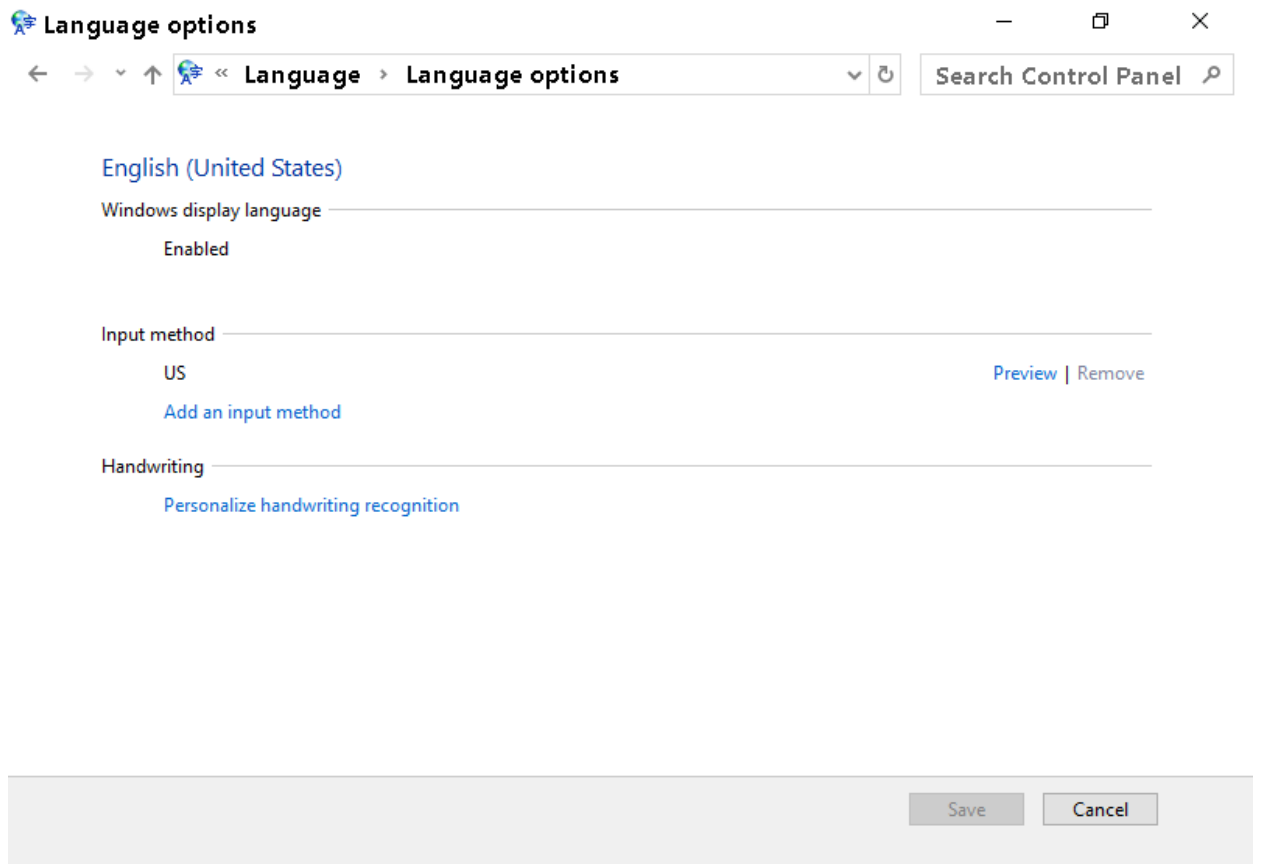 Language options
« Language › Language options Search Control Panel
English (United States)
Windows display language
Enabled
Input method
US Preview | Remove
Add an input method
Handwriting
Personalize handwriting recognition
Save Cancel